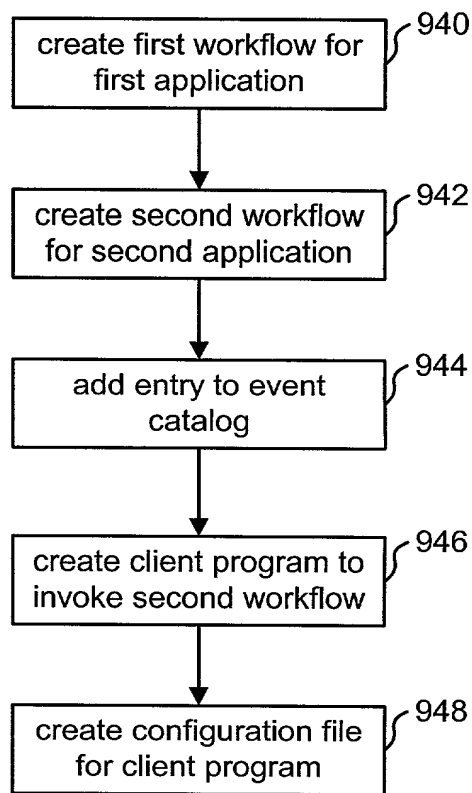 940
create first workflow for
first application
942
create second workflow
for second application
944
add entry to event
catalog
946
create client program to
invoke second workflow
948
create configuration file
for client program